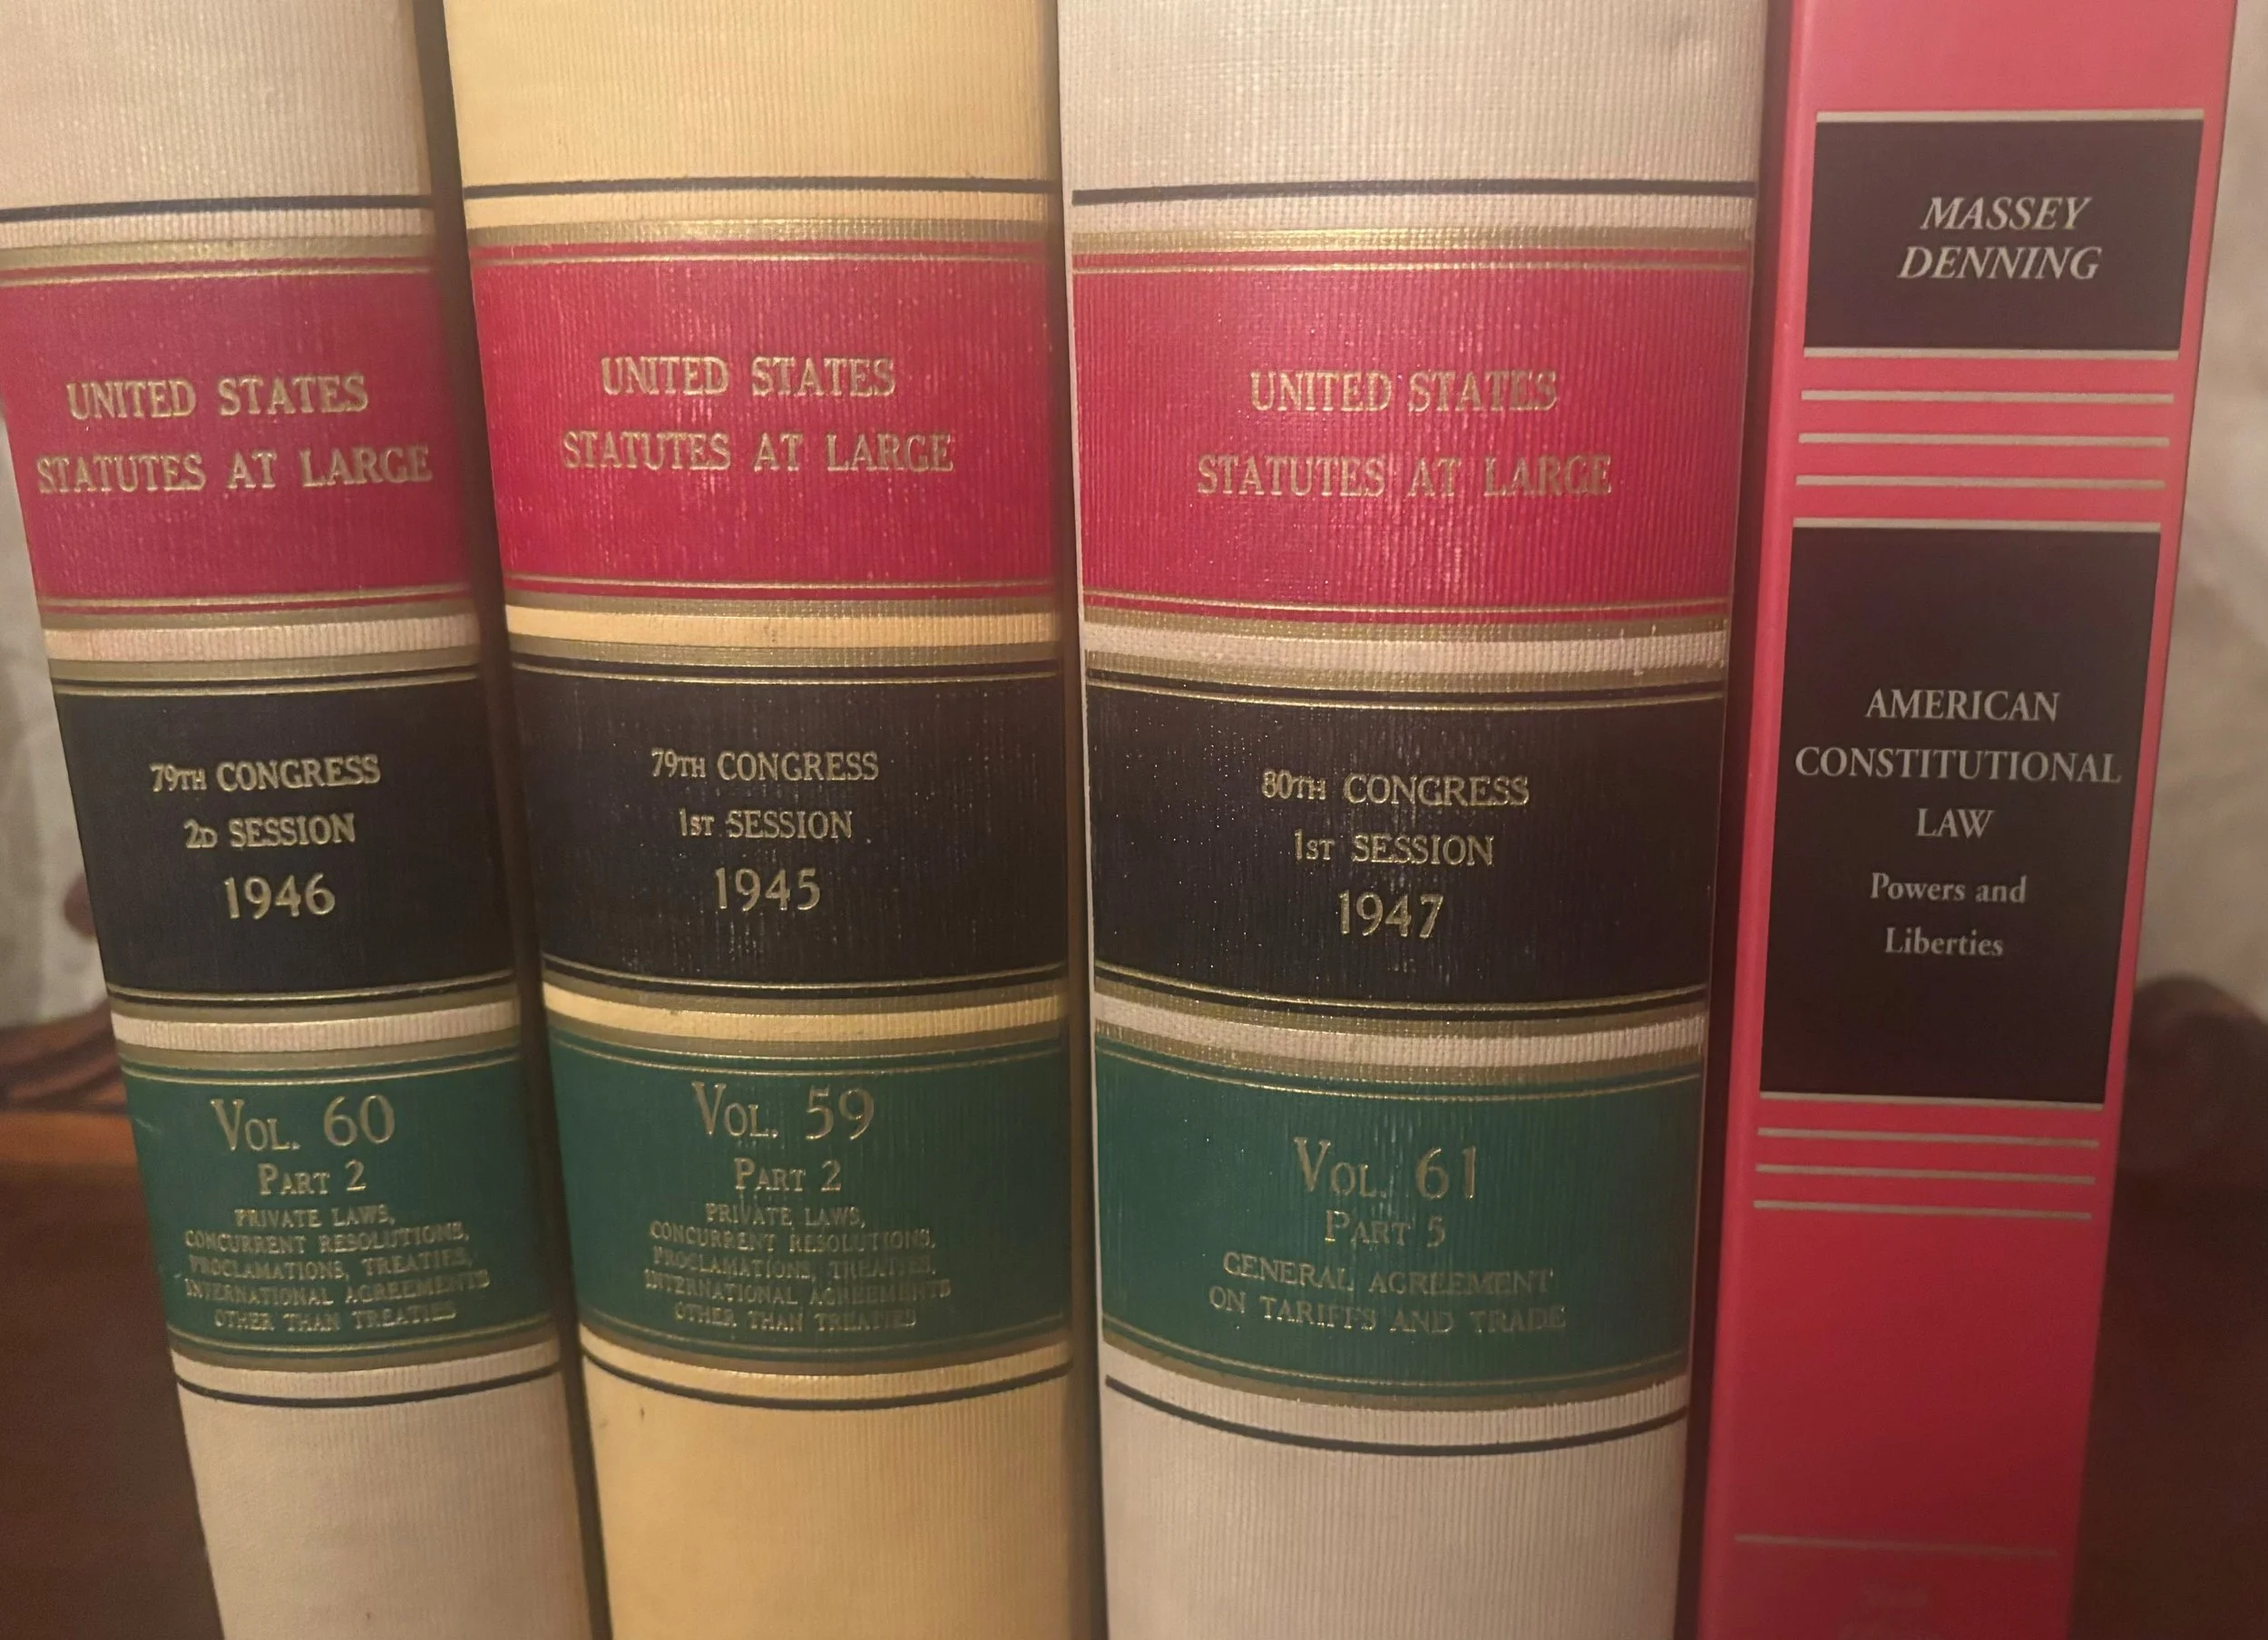 UNITED STATES
STATUTES AT LARGE
79TH CONGRESS
2D SESSION
1946
VOL. 60
PART 2
PRIVATE LAWS,
CONCURRENT RESOLUTIONS,
PROCLAMATIONS, TREATIES,
INTERNATIONAL AGREEMENTS
OTHER THAN TREATIES
UNITED STATES
STATUTES AT LARGE
79TH CONGRESS
1ST SESSION
1945
VOL. 59
PART 2
PRIVATE LAWS,
CONCURRENT RESOLUTIONS,
PROCLAMATIONS, TREATIES,
INTERNATIONAL AGREEMENTS
OTHER THAN TREATIES
UNITED STATES
STATUTES AT LARGE
80TH CONGRESS
1ST SESSION
1947
VOL. 61
PART 5
GENERAL AGREEMENT
ON TARIFFS AND TRADE
MASSEY
DENNING
AMERICAN
CONSTITUTIONAL
LAW
Powers and
Liberties